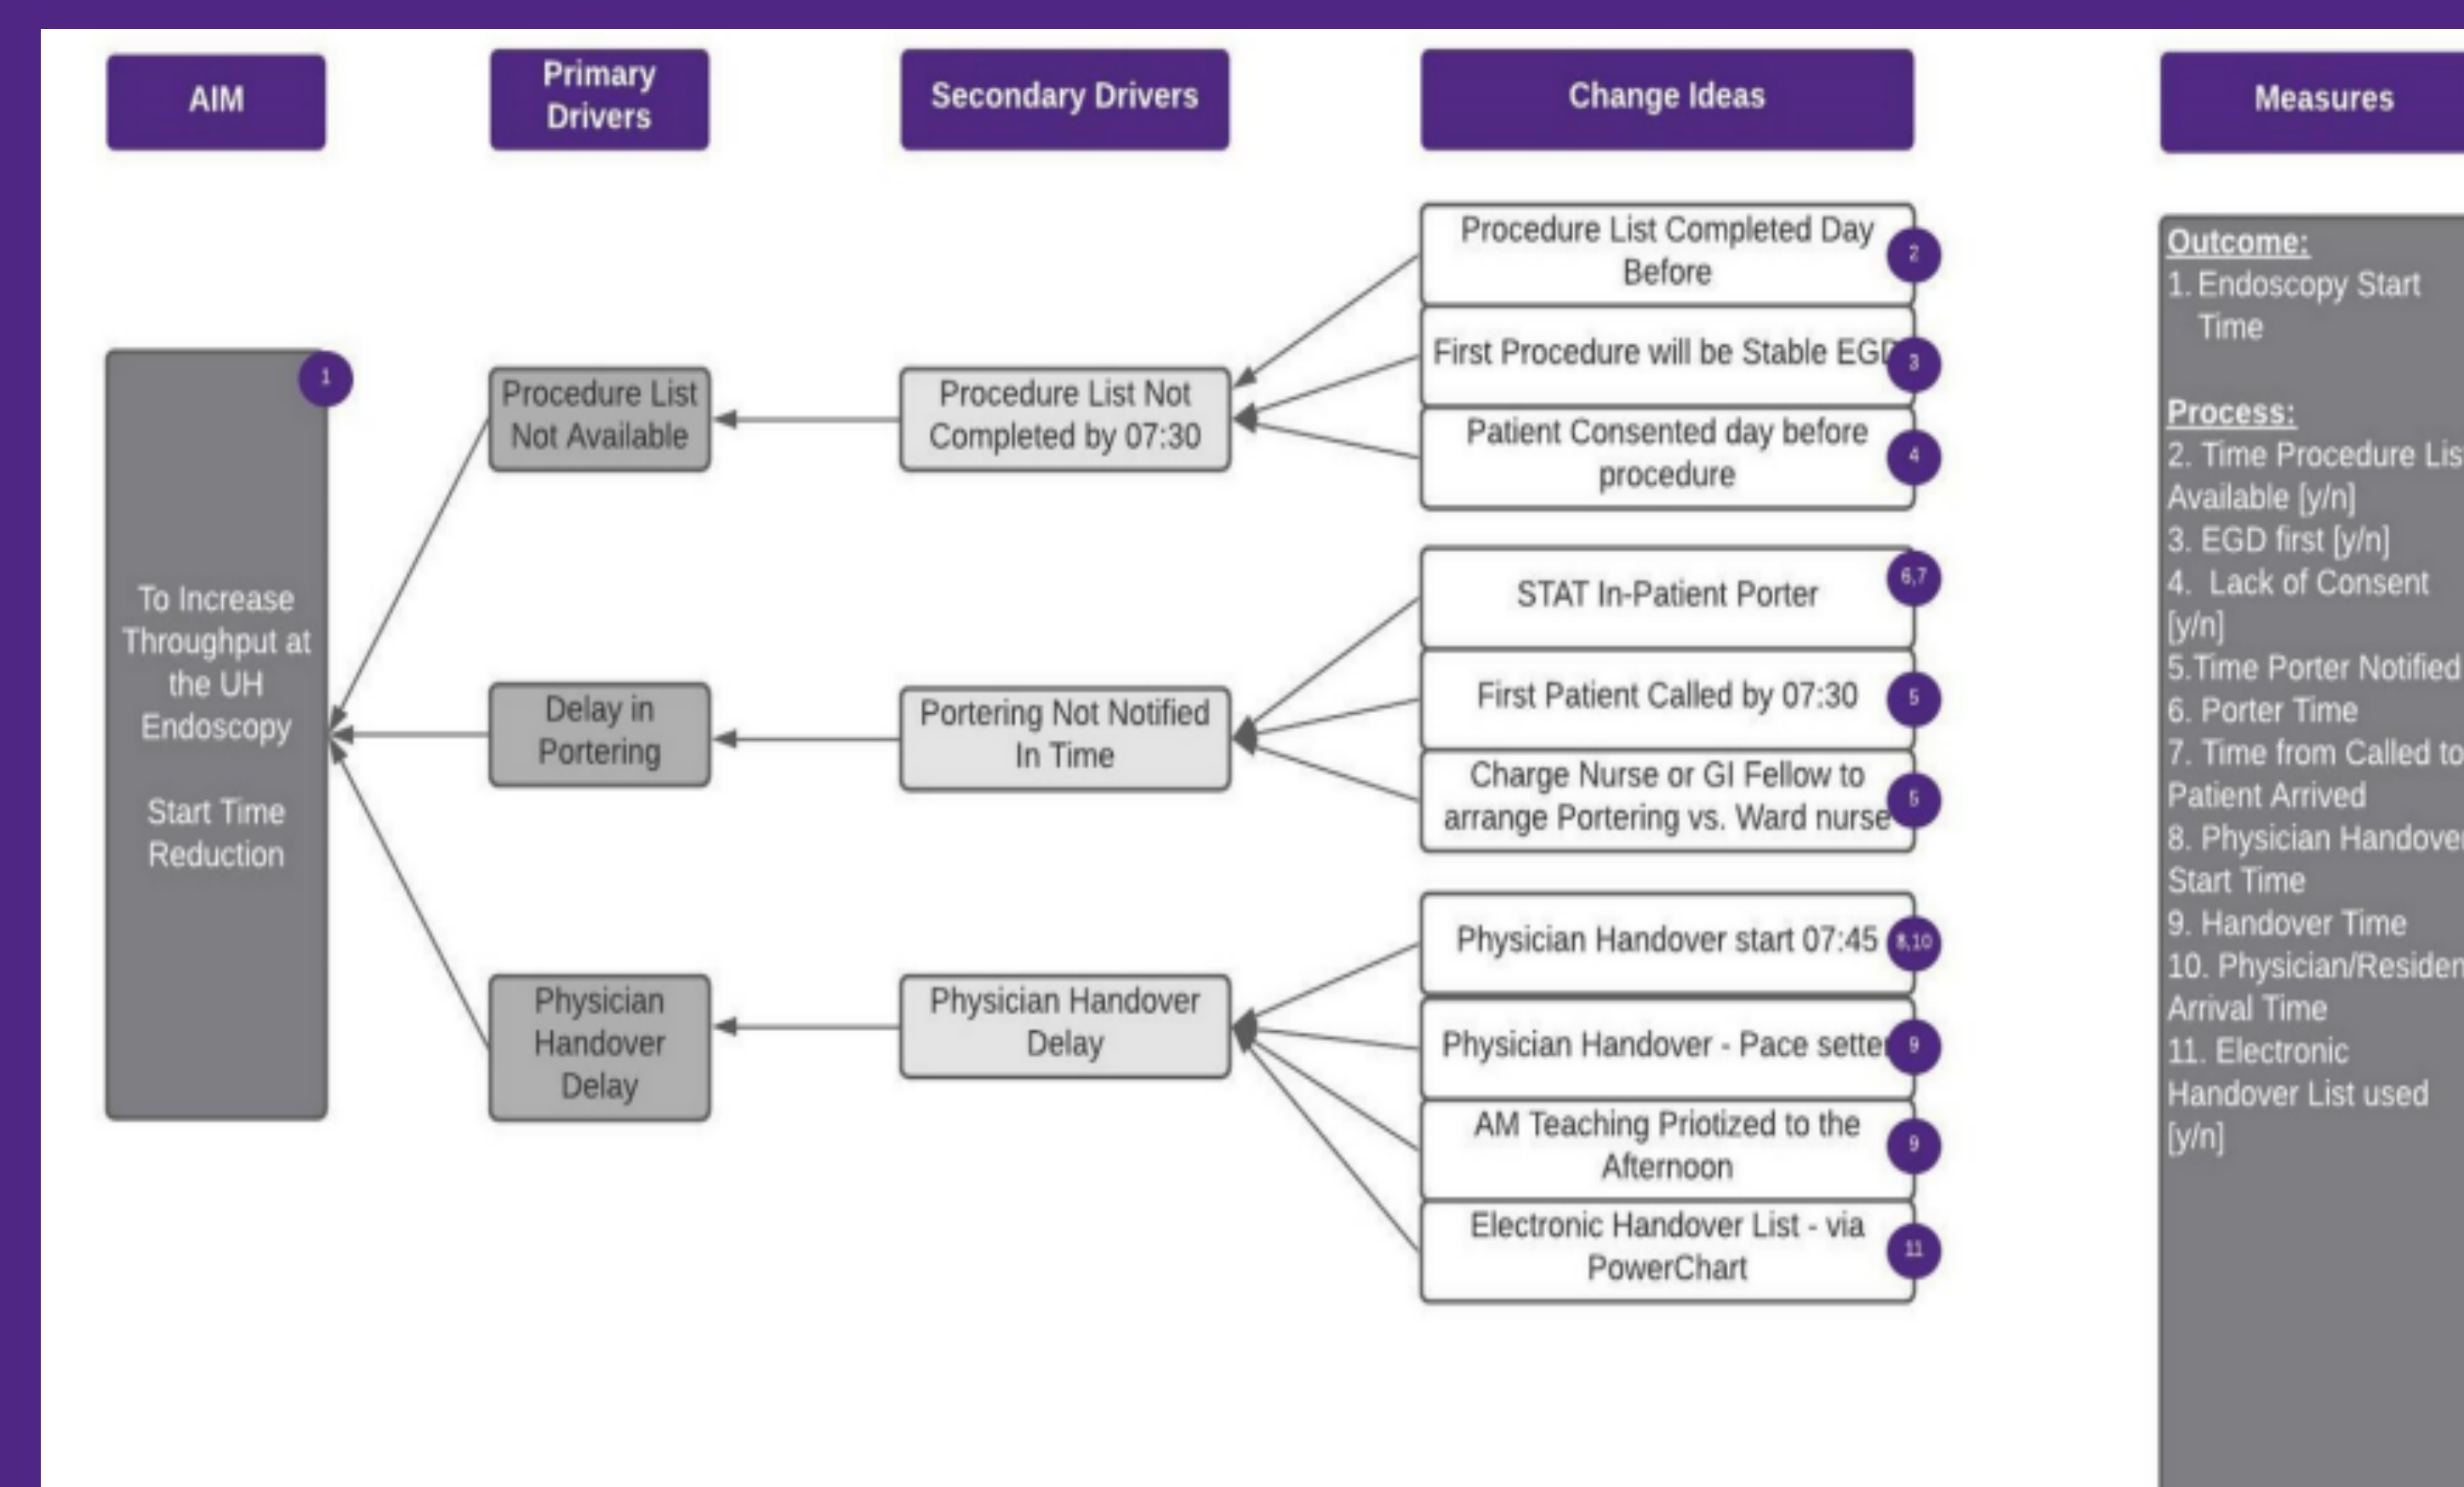 AIM
Primary
Drivers
Secondary Drivers
Change Ideas
Measures
1
To Increase
Throughput at
the UH
Endoscopy
Start Time
Reduction
Procedure List
Not Available
Delay in
Portering
Physician
Handover
Delay
Procedure List Not
Completed by 07:30
Portering Not Notified
In Time
Physician Handover
Delay
Procedure List Completed Day
Before
2
First Procedure will be Stable EGD
3
Patient Consented day before
procedure
4
STAT In-Patient Porter
6,7
First Patient Called by 07:30
5
Charge Nurse or GI Fellow to
arrange Portering vs. Ward nurse
5
Physician Handover start 07:45
8,10
Physician Handover - Pace setter
9
AM Teaching Priotized to the
Afternoon
9
Electronic Handover List - via
PowerChart
11
Outcome:
1. Endoscopy Start
Time
Process:
2. Time Procedure List
Available [y/n]
3. EGD first [y/n]
4. Lack of Consent
[y/n]
5.Time Porter Notified
6. Porter Time
7. Time from Called to
Patient Arrived
8. Physician Handover
Start Time
9. Handover Time
10. Physician/Residen
Arrival Time
11. Electronic
Handover List used
[y/n]